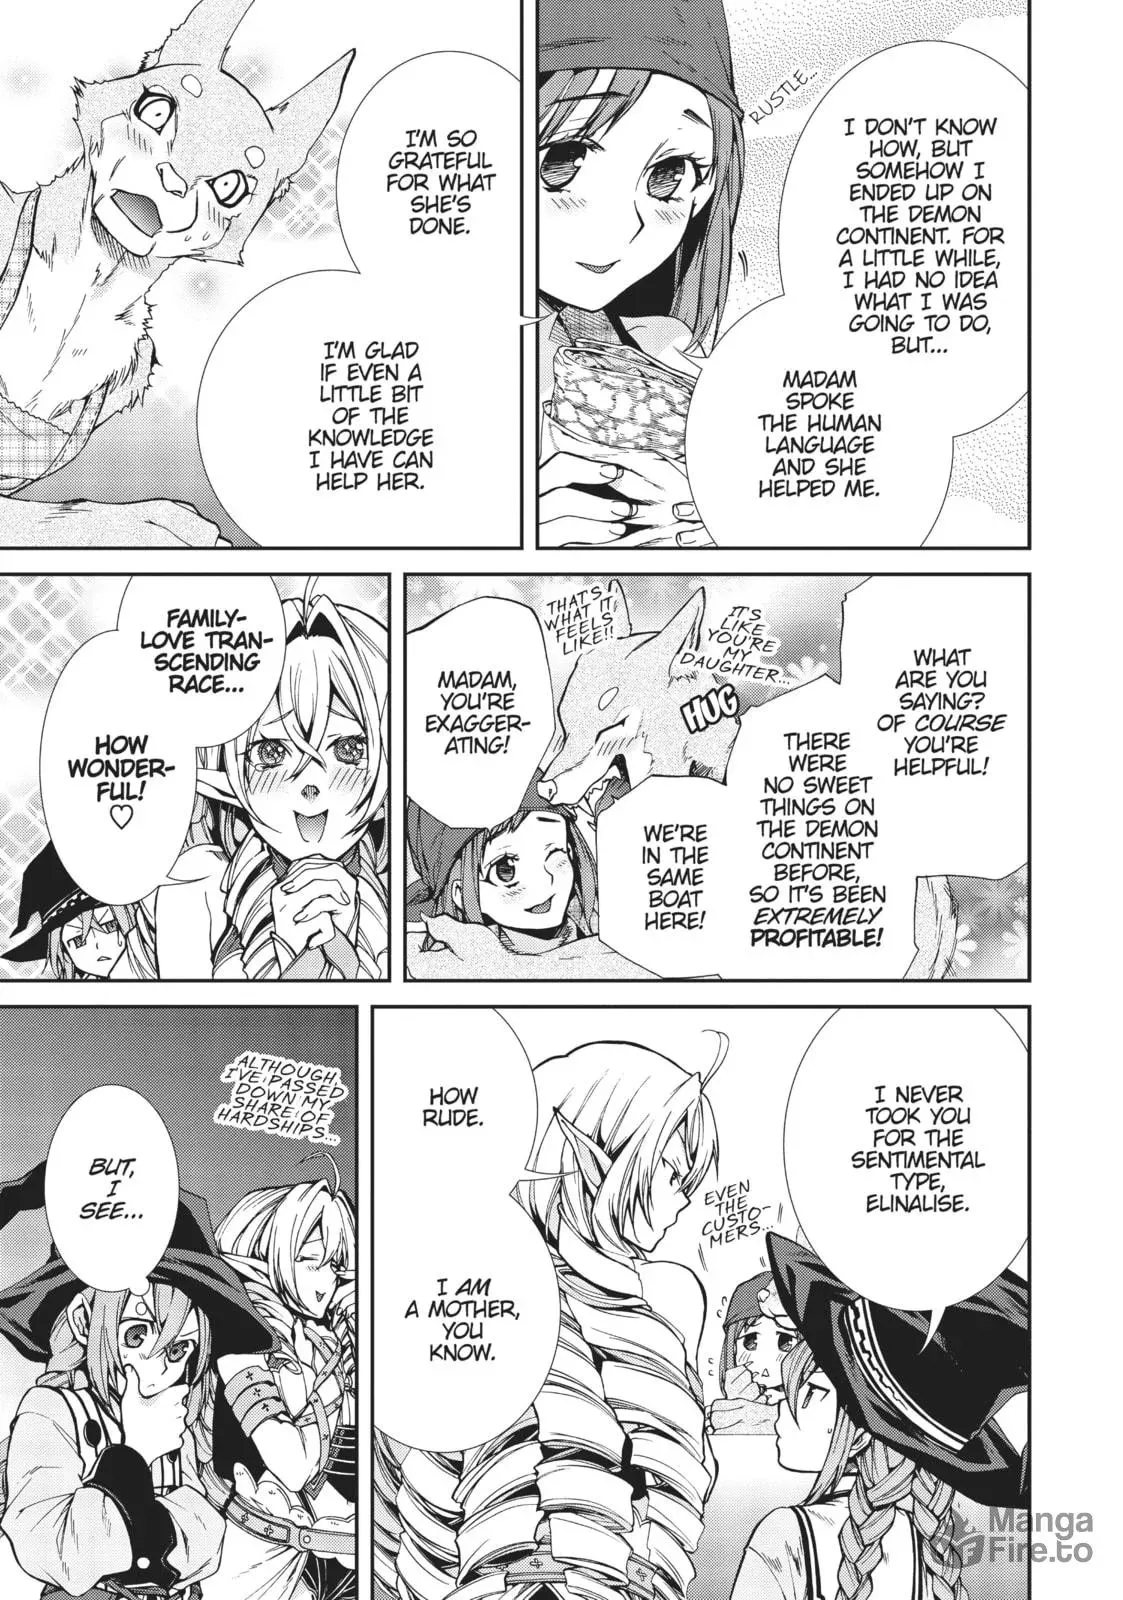 RUSTLE...
I DON'T KNOW
HOW, BUT
SOMEHOW I
ENDED UP ON
THE DEMON
CONTINENT. FOR
A LITTLE WHILE,
I HAD NO IDEA
WHAT I WAS
GOING TO DO,
BUT...
MADAM
SPOKE
THE HUMAN
LANGUAGE
AND SHE
HELPED ME.
I'M SO
GRATEFUL
FOR WHAT
SHE'S
DONE.
I'M GLAD
IF EVEN A
LITTLE BIT
OF THE
KNOWLEDGE
I HAVE CAN
HELP HER.
WHAT
ARE YOU
SAYING?
OF COURSE
YOU'RE
HELPFUL!
THERE
WERE
NO SWEET
THINGS ON
THE DEMON
CONTINENT
BEFORE,
SO IT'S BEEN
EXTREMELY
PROFITABLE!
IT'S
LIKE
YOU'RE
MY
DAUGHTER...
HUG
THAT'S
WHAT IT
FEELS
LIKE!!
WE'RE
IN THE
SAME
BOAT
HERE!
MADAM,
YOU'RE
EXAGGER-
ATING!
FAMILY-
LOVE TRAN-
SCENDING
RACE...
HOW
WONDER-
FUL!
♡
I NEVER
TOOK YOU
FOR THE
SENTIMENTAL
TYPE,
ELINALISE.
EVEN
THE
CUSTO-
MERS...
HOW
RUDE.
I AM
A MOTHER,
YOU
KNOW.
ALTHOUGH,
I'VE PASSED
DOWN MY
SHARE OF
HARDSHIPS...
BUT,
I
SEE...
Manga
Fire.to